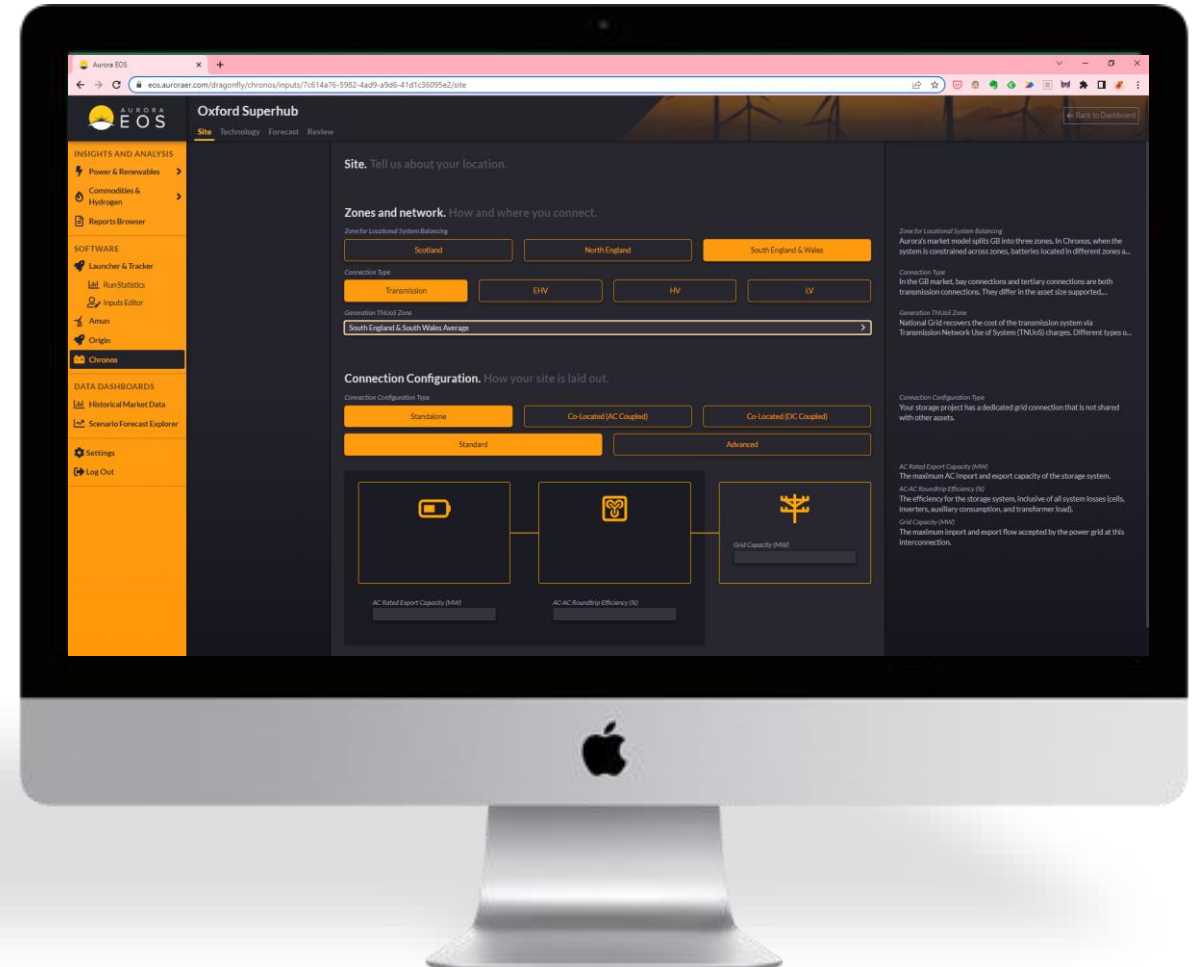 Aurora EOS
eos.auroraer.com/dragonfly/chronos/inputs/7c614a76-5982-4ad9-a9d6-41d1c36095e2/site
AURORA
EOS
Oxford Superhub
Site Technology Forecast Review
← Back to Dashboard
INSIGHTS AND ANALYSIS
Power & Renewables
Commodities &
Hydrogen
Reports Browser
SOFTWARE
Launcher & Tracker
Run Statistics
Inputs Editor
Amun
Origin
Chronos
DATA DASHBOARDS
Historical Market Data
Scenario Forecast Explorer
Settings
Log Out
Site. Tell us about your location.
Zones and network. How and where you connect.
Zone for Locational System Balancing
Scotland
North England
South England & Wales
Connection Type
Transmission
EHV
HV
LV
Generation TNUoS Zone
South England & South Wales Average
Connection Configuration. How your site is laid out.
Connection Configuration Type
Standalone
Co-Located (AC Coupled)
Co-Located (DC Coupled)
Standard
Advanced
Grid Capacity (MW)
AC Rated Export Capacity (MW)
AC-AC Roundtrip Efficiency (%)
Zone for Locational System Balancing
Aurora's market model splits GB into three zones. In Chronos, when the
system is constrained across zones, batteries located in different zones a...
Connection Type
In the GB market, bay connections and tertiary connections are both
transmission connections. They differ in the asset size supported,...
Generation TNUoS Zone
National Grid recovers the cost of the transmission system via
Transmission Network Use of System (TNUoS) charges. Different types o...
Connection Configuration Type
Your storage project has a dedicated grid connection that is not shared
with other assets.
AC Rated Export Capacity (MW)
The maximum AC import and export capacity of the storage system.
AC-AC Roundtrip Efficiency (%)
The efficiency for the storage system, inclusive of all system losses (cells,
inverters, auxiliary consumption, and transformer load).
Grid Capacity (MW)
The maximum import and export flow accepted by the power grid at this
interconnection.